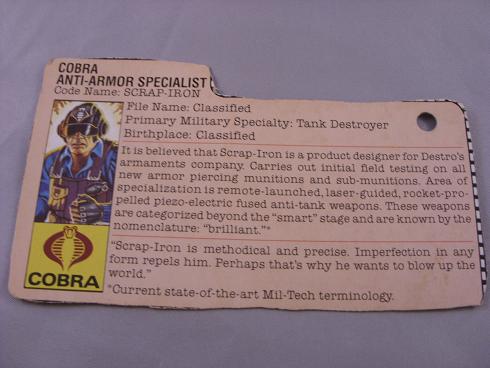 COBRA
ANTI-ARMOR SPECIALIST
Code Name: SCRAP-IRON
File Name: Classified
Primary Military Specialty: Tank Destroyer
Birthplace: Classified
It is believed that Scrap-Iron is a product designer for Destro's
armaments company. Carries out initial field testing on all
new armor piercing munitions and sub-munitions. Area of
specialization is remote-launched, laser-guided, rocket-pro-
pelled piezo-electric fused anti-tank weapons. These weapons
are categorized beyond the "smart" stage and are known by the
nomenclature: "brilliant."*
"Scrap-Iron is methodical and precise. Imperfection in any
form repels him. Perhaps that's why he wants to blow up the
world."
*Current state-of-the-art Mil-Tech terminology.
COBRA